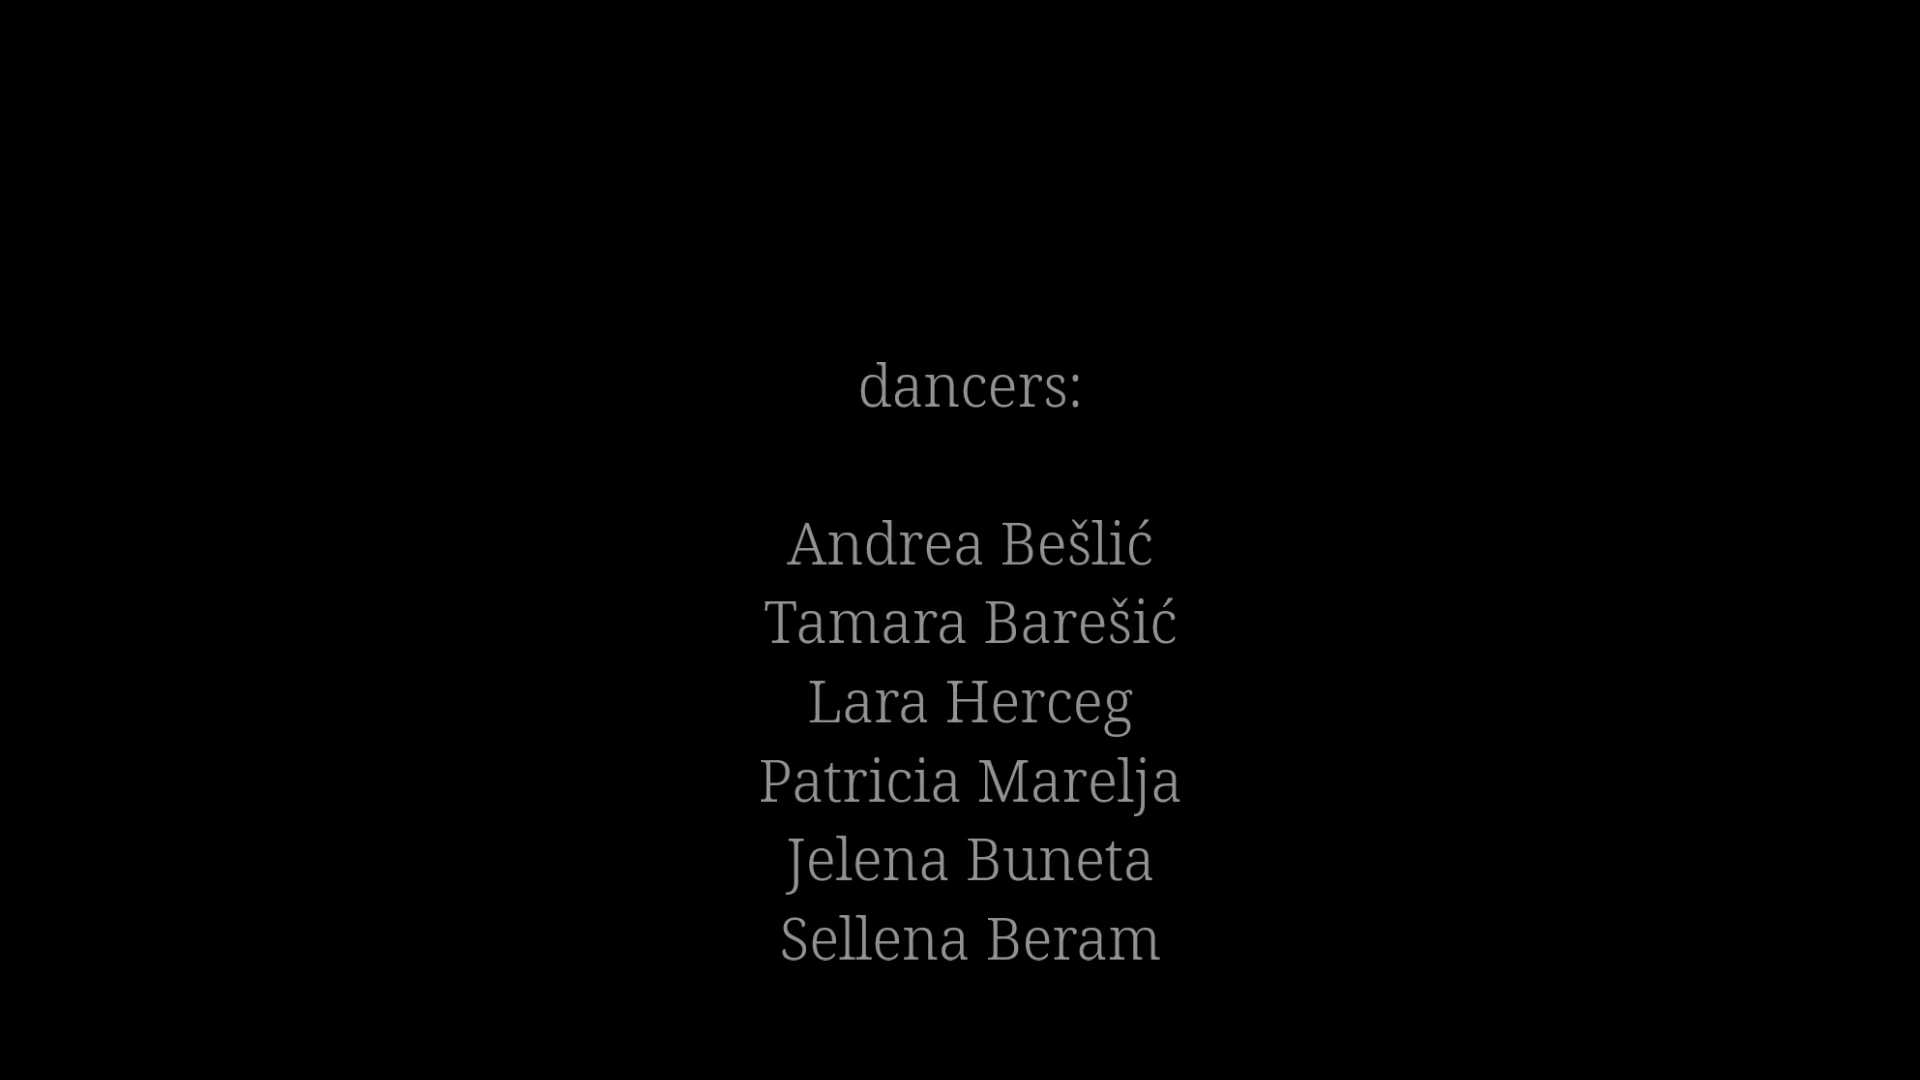 dancers:
Andrea Bešlić
Tamara Barešić
Lara Herceg
Patricia Marelja
Jelena Buneta
Sellena Beram